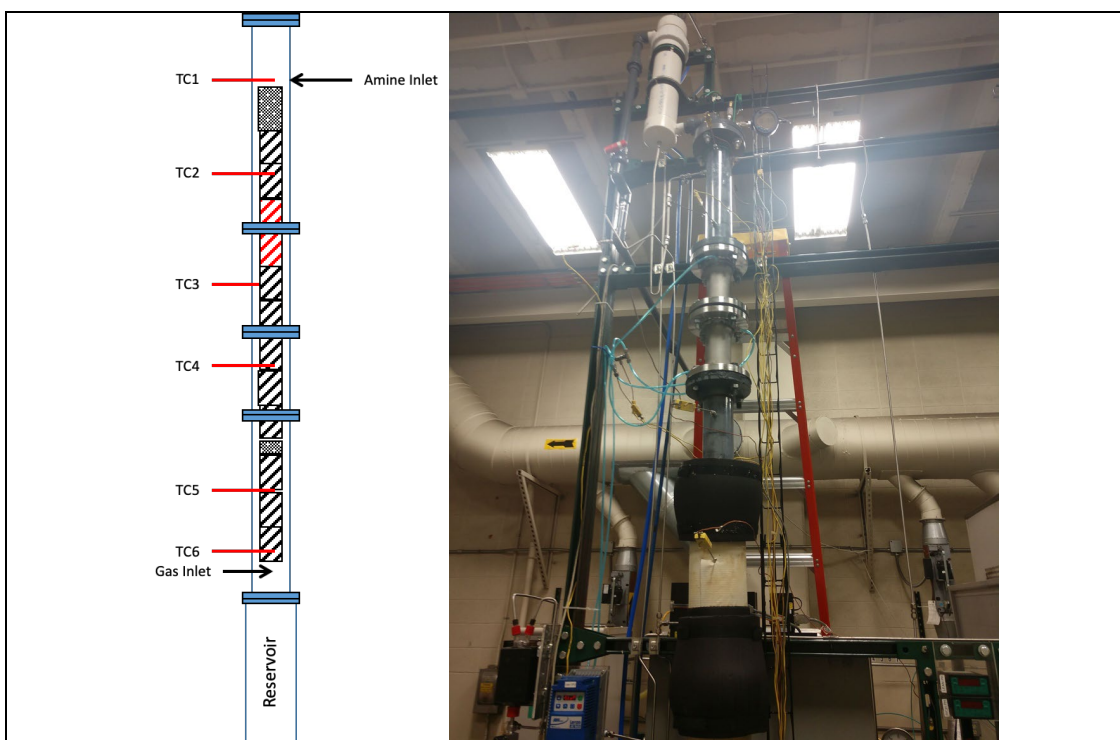 TC1
Amine Inlet
TC2
TC3
TC4
TC5
TC6
Gas Inlet
Reservoir